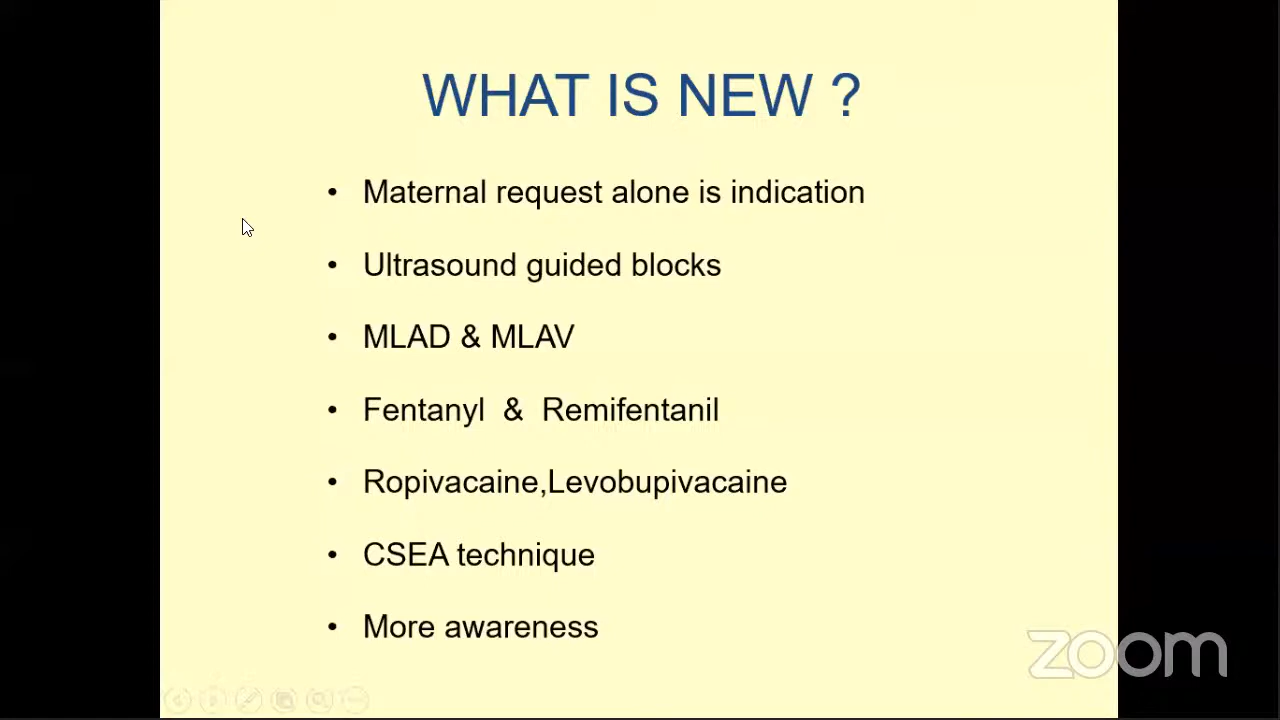 WHAT IS NEW ?
• Maternal request alone is indication
• Ultrasound guided blocks
• MLAD & MLAV
• Fentanyl & Remifentanil
• Ropivacaine,Levobupivacaine
• CSEA technique
• More awareness
zoom